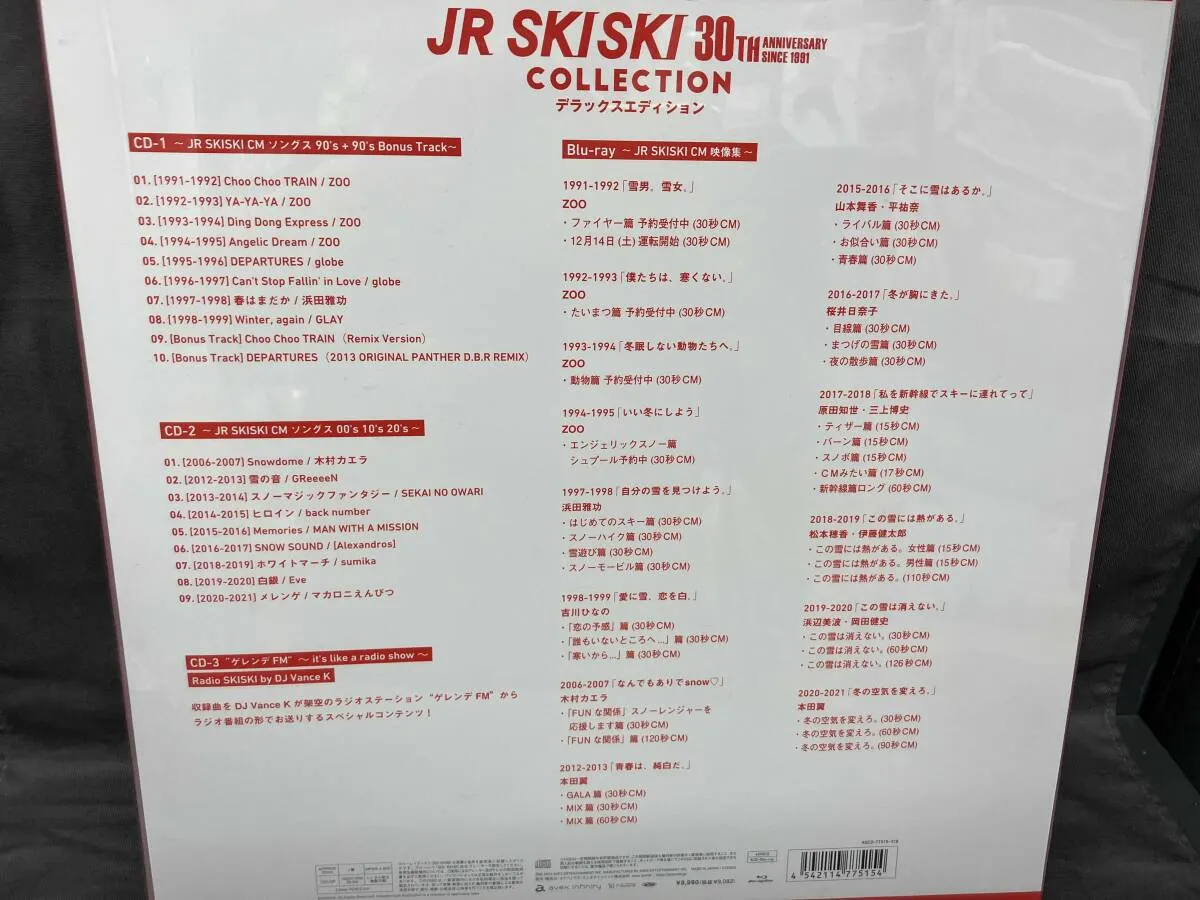 JR SKISKI 30TH ANNIVERSARY SINCE 1991
COLLECTION
デラックスエディション
CD-1 ～ JR SKISKI CM ソングス 90's + 90's Bonus Track～
01. [1991-1992] Choo Choo TRAIN / ZOO
02. [1992-1993] YA-YA-YA / ZOO
03. [1993-1994] Ding Dong Express / ZOO
04. [1994-1995] Angelic Dream / ZOO
05. [1995-1996] DEPARTURES / globe
06. [1996-1997] Can't Stop Fallin' in Love / globe
07. [1997-1998] 春はまだか / 浜田雅功
08. [1998-1999] Winter, again / GLAY
09. [Bonus Track] Choo Choo TRAIN（Remix Version）
10. [Bonus Track] DEPARTURES（2013 ORIGINAL PANTHER D.B.R REMIX）
CD-2 ～ JR SKISKI CM ソングス 00's 10's 20's ～
01. [2006-2007] Snowdome / 木村カエラ
02. [2012-2013] 雪の音 / GReeeeN
03. [2013-2014] スノーマジックファンタジー / SEKAI NO OWARI
04. [2014-2015] ヒロイン / back number
05. [2015-2016] Memories / MAN WITH A MISSION
06. [2016-2017] SNOW SOUND / [Alexandros]
07. [2018-2019] ホワイトマーチ / sumika
08. [2019-2020] 白銀 / Eve
09. [2020-2021] メレンゲ / マカロニえんぴつ
CD-3 "ゲレンデFM" ～ it's like a radio show ～
Radio SKISKI by DJ Vance K
収録曲を DJ Vance K が架空のラジオステーション "ゲレンデ FM" から
ラジオ番組の形でお送りするスペシャルコンテンツ！
Blu-ray ～ JR SKISKI CM 映像集 ～
1991-1992「雪男。雪女。」
ZOO
・ファイヤー篇 予約受付中 (30秒CM)
・12月14日 (土) 運転開始 (30秒CM)
1992-1993「僕たちは、寒くない。」
ZOO
・たいまつ篇 予約受付中 (30秒CM)
1993-1994「冬眠しない動物たちへ。」
ZOO
・動物篇 予約受付中 (30秒CM)
1994-1995「いい冬にしよう」
ZOO
・エンジェリックスノー篇
シュプール予約中 (30秒CM)
1997-1998「自分の雪を見つけよう。」
浜田雅功
・はじめてのスキー篇 (30秒CM)
・スノーハイク篇 (30秒CM)
・雪遊び篇 (30秒CM)
・スノーモービル篇 (30秒CM)
1998-1999「愛に雪、恋を白。」
吉川ひなの
・「恋の予感」篇 (30秒CM)
・「誰もいないところへ…」篇 (30秒CM)
・「寒いから…」篇 (30秒CM)
2006-2007「なんでもありでsnow♡」
木村カエラ
・「FUN な関係」スノーレンジャーを
応援します篇 (30秒CM)
・「FUN な関係」篇 (120秒CM)
2012-2013「青春は、純白だ。」
本田翼
・GALA 篇 (30秒CM)
・MIX 篇 (30秒CM)
・MIX 篇 (60秒CM)
2015-2016「そこに雪はあるか。」
山本舞香・平祐奈
・ライバル篇 (30秒CM)
・お似合い篇 (30秒CM)
・青春篇 (30秒CM)
2016-2017「冬が胸にきた。」
桜井日奈子
・目線篇 (30秒CM)
・まつげの雪篇 (30秒CM)
・夜の散歩篇 (30秒CM)
2017-2018「私を新幹線でスキーに連れてって」
原田知世・三上博史
・ティザー篇 (15秒CM)
・バーン篇 (15秒CM)
・スノボ篇 (15秒CM)
・CMみたい篇 (17秒CM)
・新幹線篇ロング (60秒CM)
2018-2019「この雪には熱がある。」
松本穂香・伊藤健太郎
・この雪には熱がある。女性篇 (15秒CM)
・この雪には熱がある。男性篇 (15秒CM)
・この雪には熱がある。(110秒CM)
2019-2020「この雪は消えない。」
浜辺美波・岡田健史
・この雪は消えない。(30秒CM)
・この雪は消えない。(60秒CM)
・この雪は消えない。(126秒CM)
2020-2021「冬の空気を変えろ。」
本田翼
・冬の空気を変えろ。(30秒CM)
・冬の空気を変えろ。(60秒CM)
・冬の空気を変えろ。(90秒CM)
avex infinity
4 542114 775154